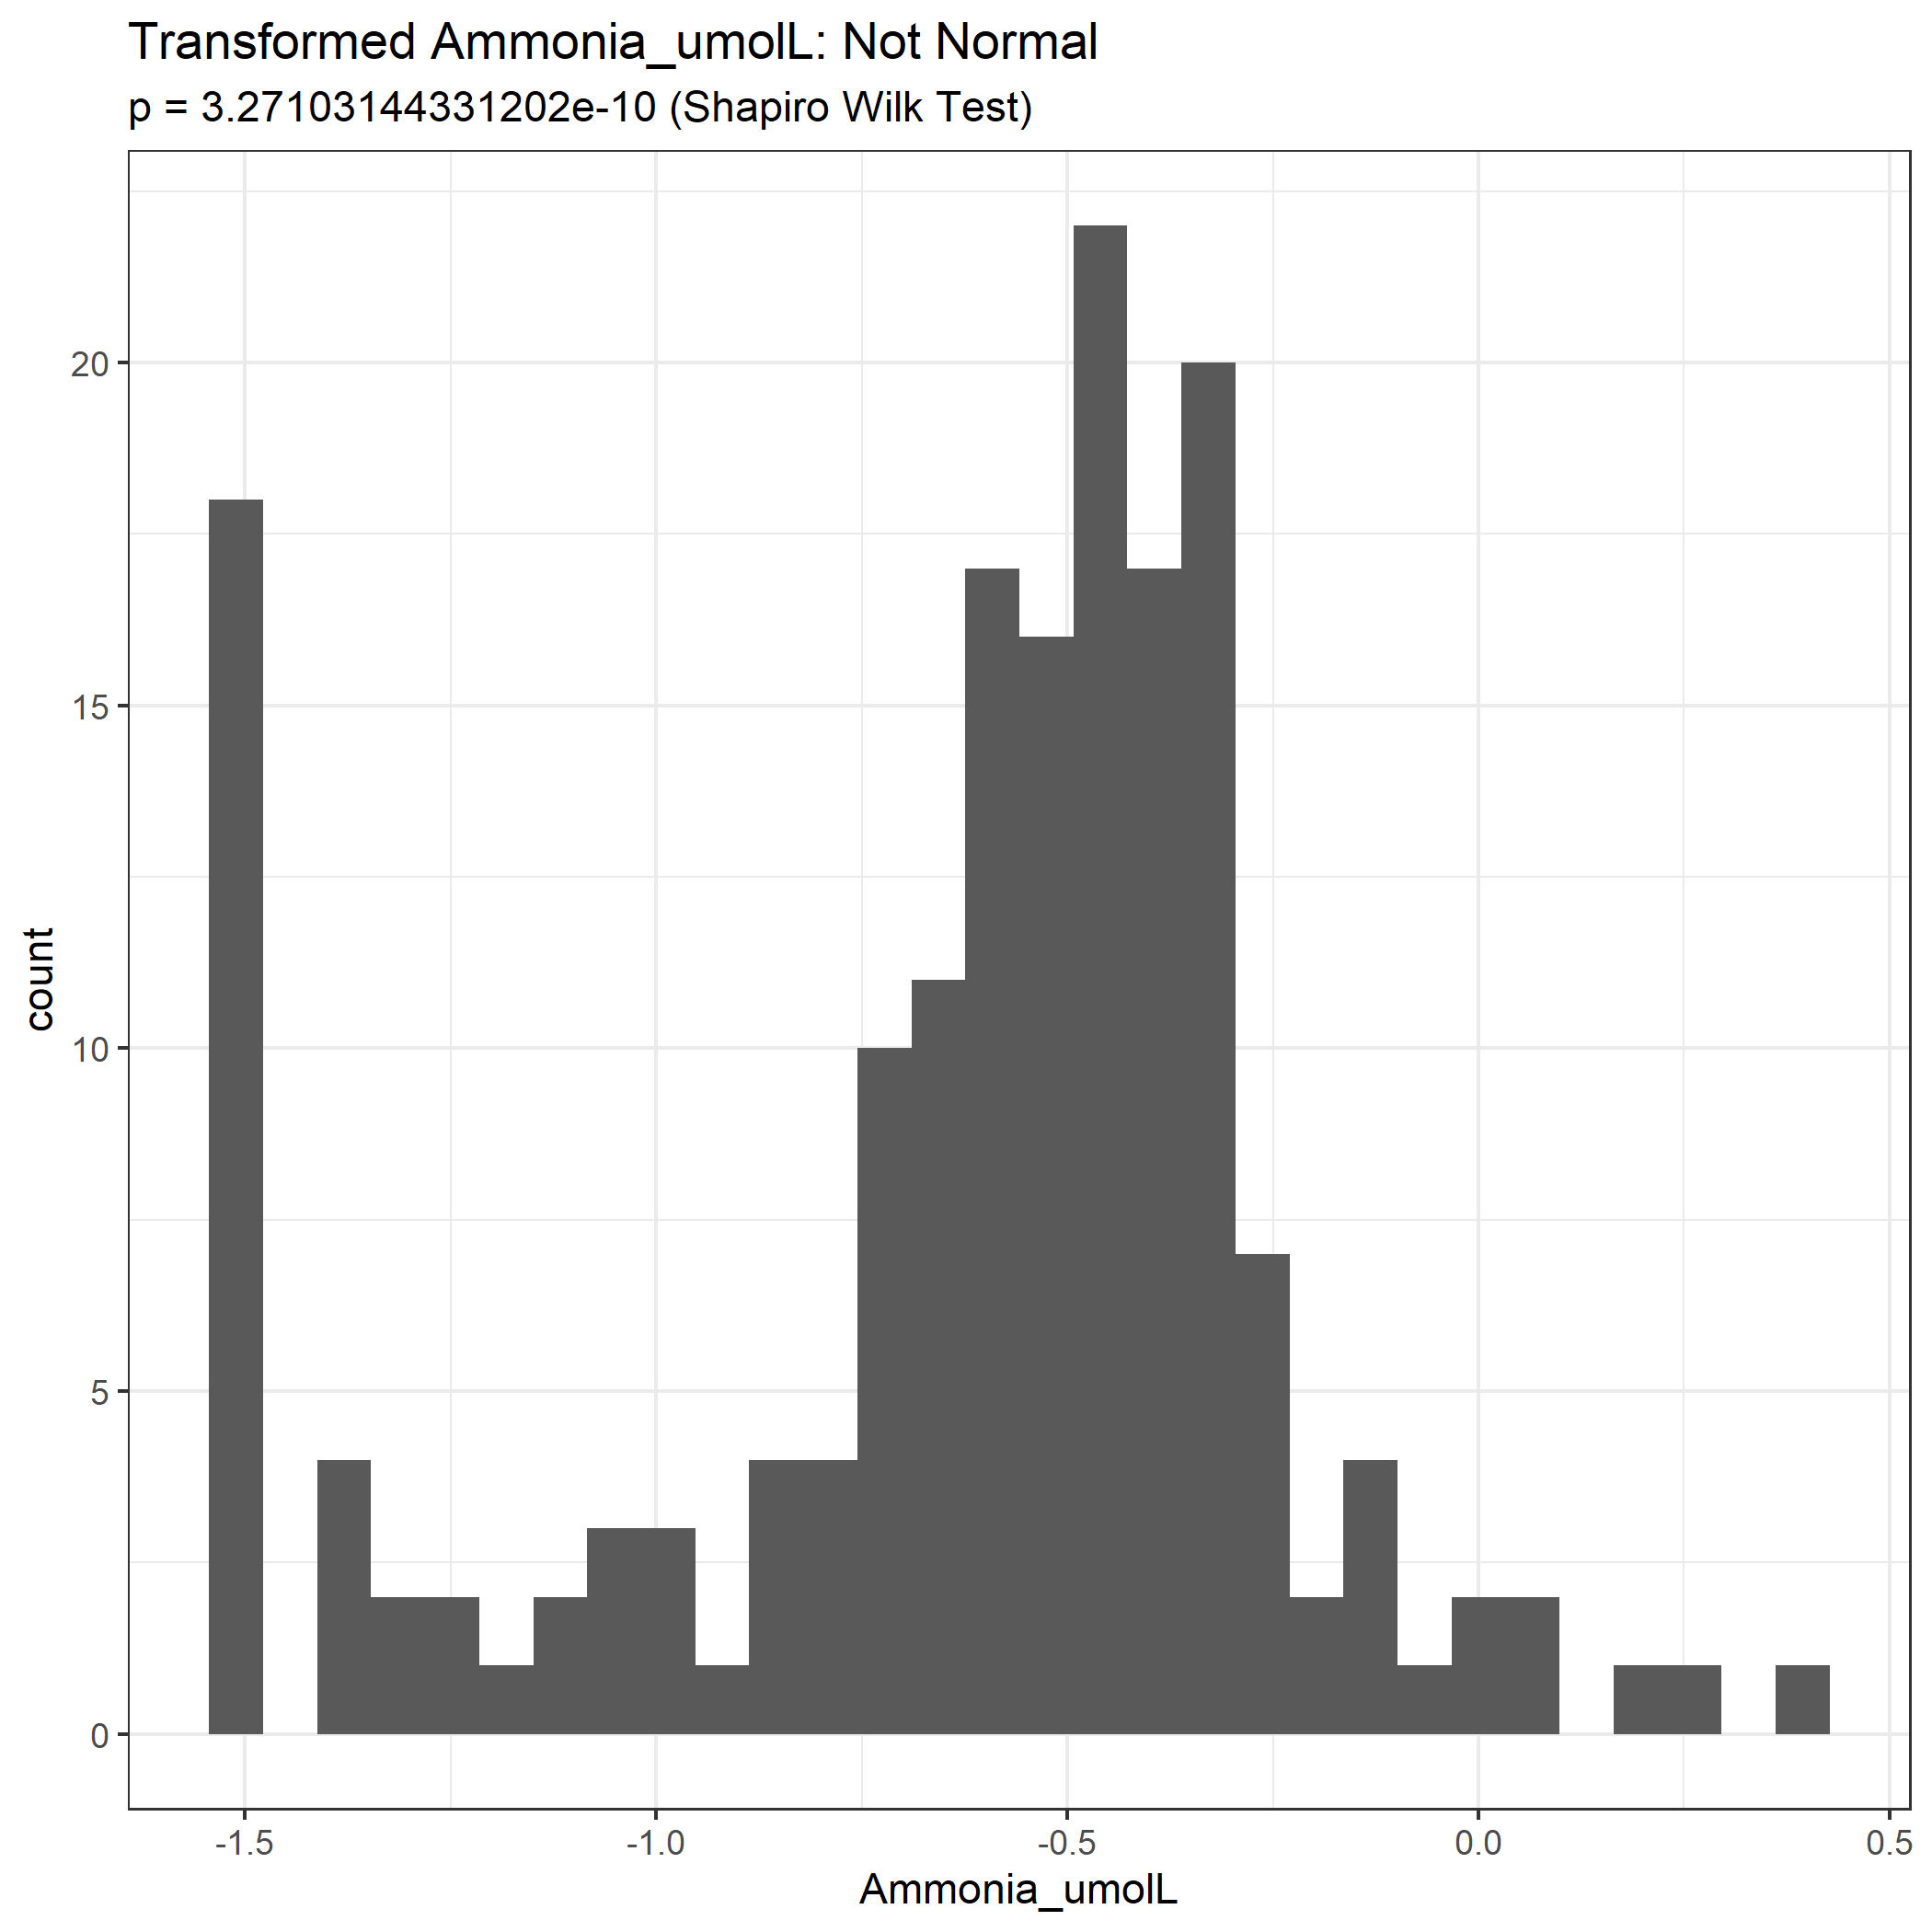 Transformed Ammonia_umolL: Not Normal
p = 3.27103144331202e-10 (Shapiro Wilk Test)
count
20
15
10
5
0
-1.5 -1.0 -0.5 0.0 0.5
Ammonia_umolL